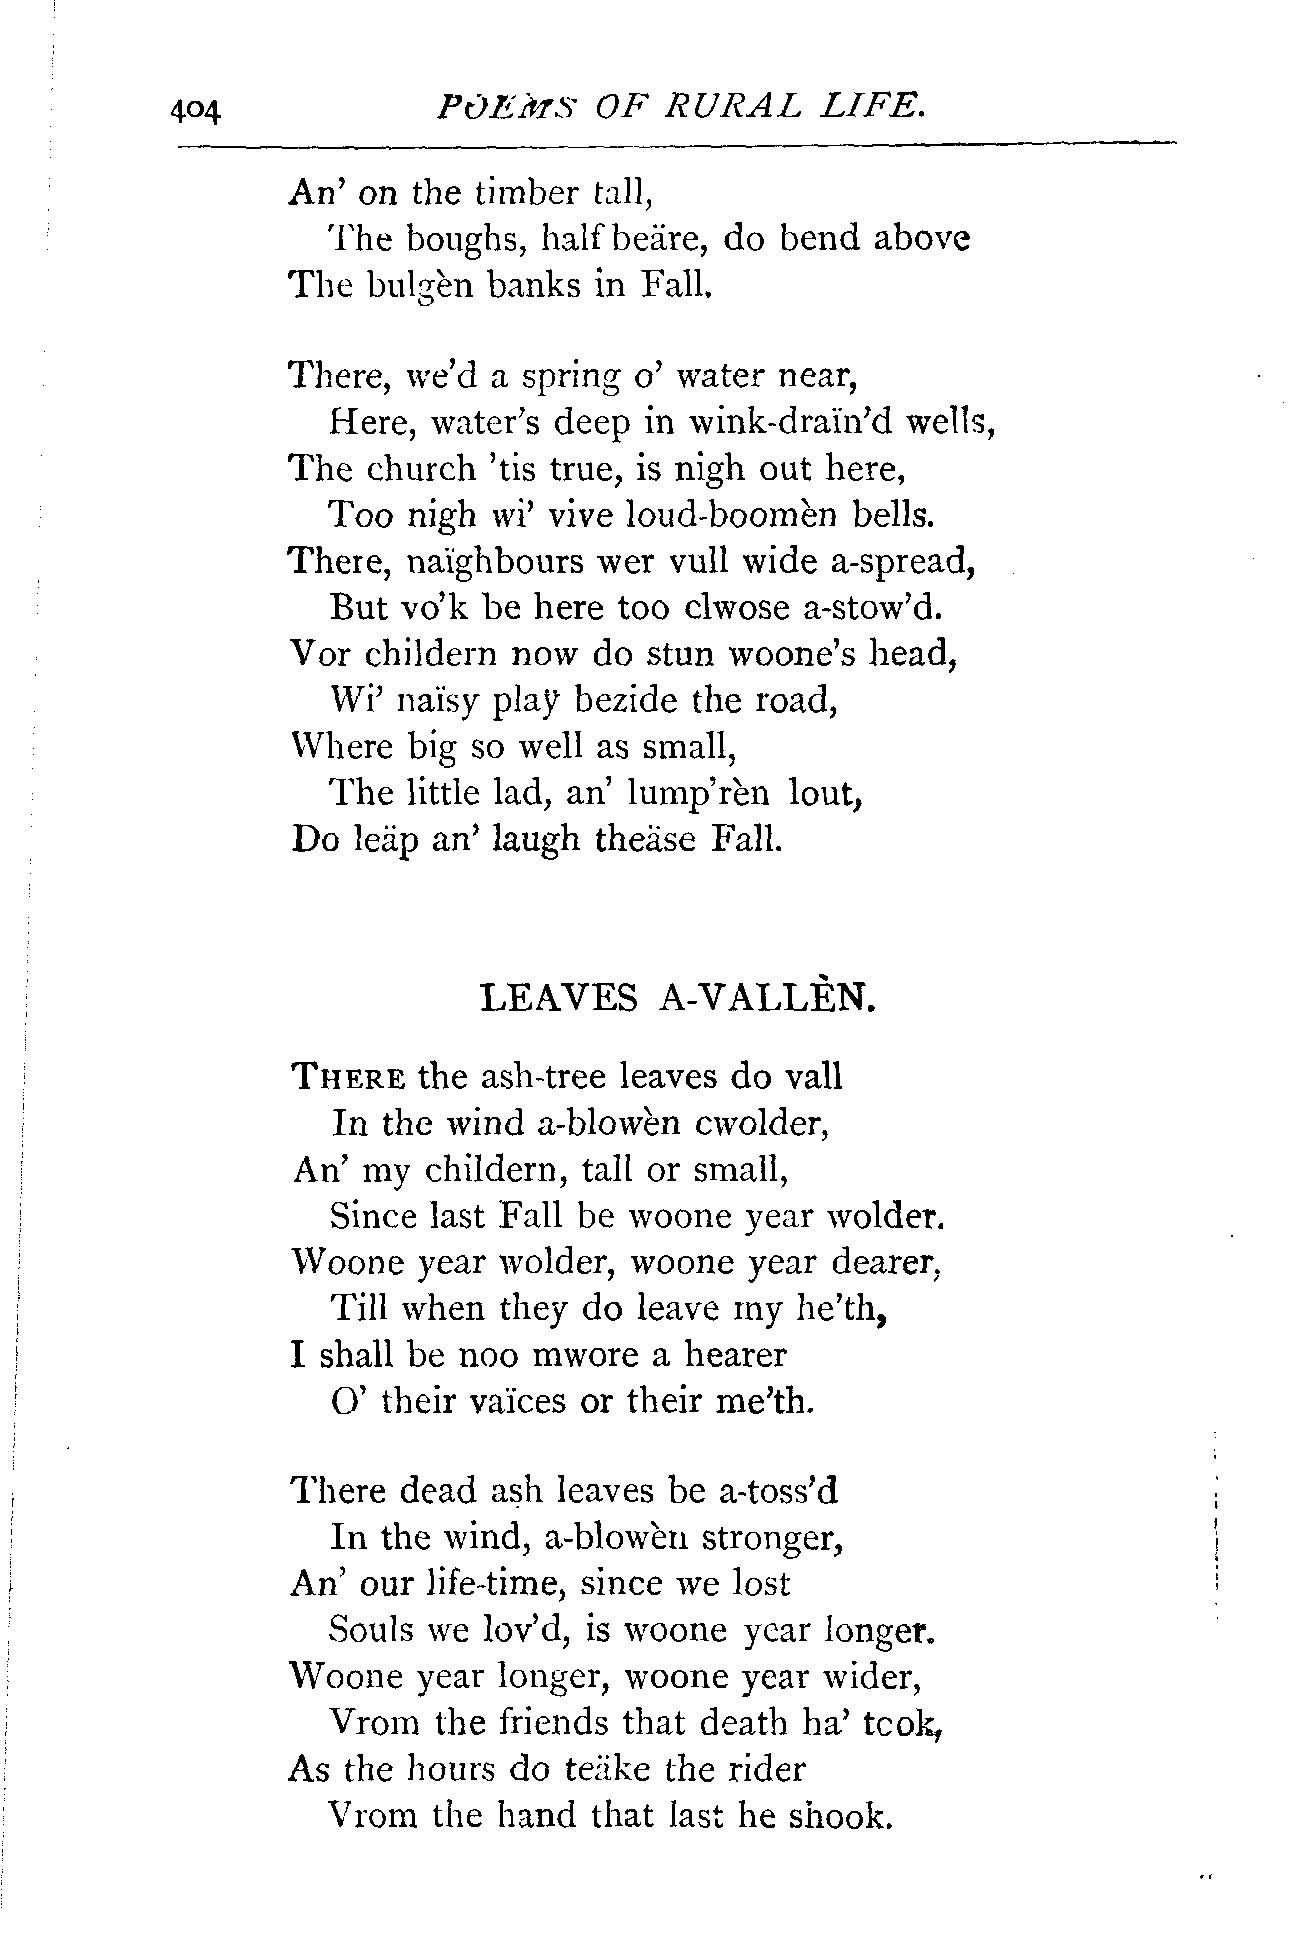 404 POEMS OF RURAL LIFE.
An' on the timber tall,
The boughs, half beäre, do bend above
The bulgèn banks in Fall.
There, we'd a spring o' water near,
Here, water's deep in wink-draïn'd wells,
The church 'tis true, is nigh out here,
Too nigh wi' vive loud-boomèn bells.
There, naïghbours wer vull wide a-spread,
But vo'k be here too clwose a-stow'd.
Vor childern now do stun woone's head,
Wi' naïsy plaÿ bezide the road,
Where big so well as small,
The little lad, an' lump'rèn lout,
Do leäp an' laugh theäse Fall.
LEAVES A-VALLÈN.
THERE the ash-tree leaves do vall
In the wind a-blowèn cwolder,
An' my childern, tall or small,
Since last Fall be woone year wolder.
Woone year wolder, woone year dearer,
Till when they do leave my he'th,
I shall be noo mwore a hearer
O' their vaïces or their me'th.
There dead ash leaves be a-toss'd
In the wind, a-blowèn stronger,
An' our life-time, since we lost
Souls we lov'd, is woone year longer.
Woone year longer, woone year wider,
Vrom the friends that death ha' took,
As the hours do teäke the rider
Vrom the hand that last he shook.